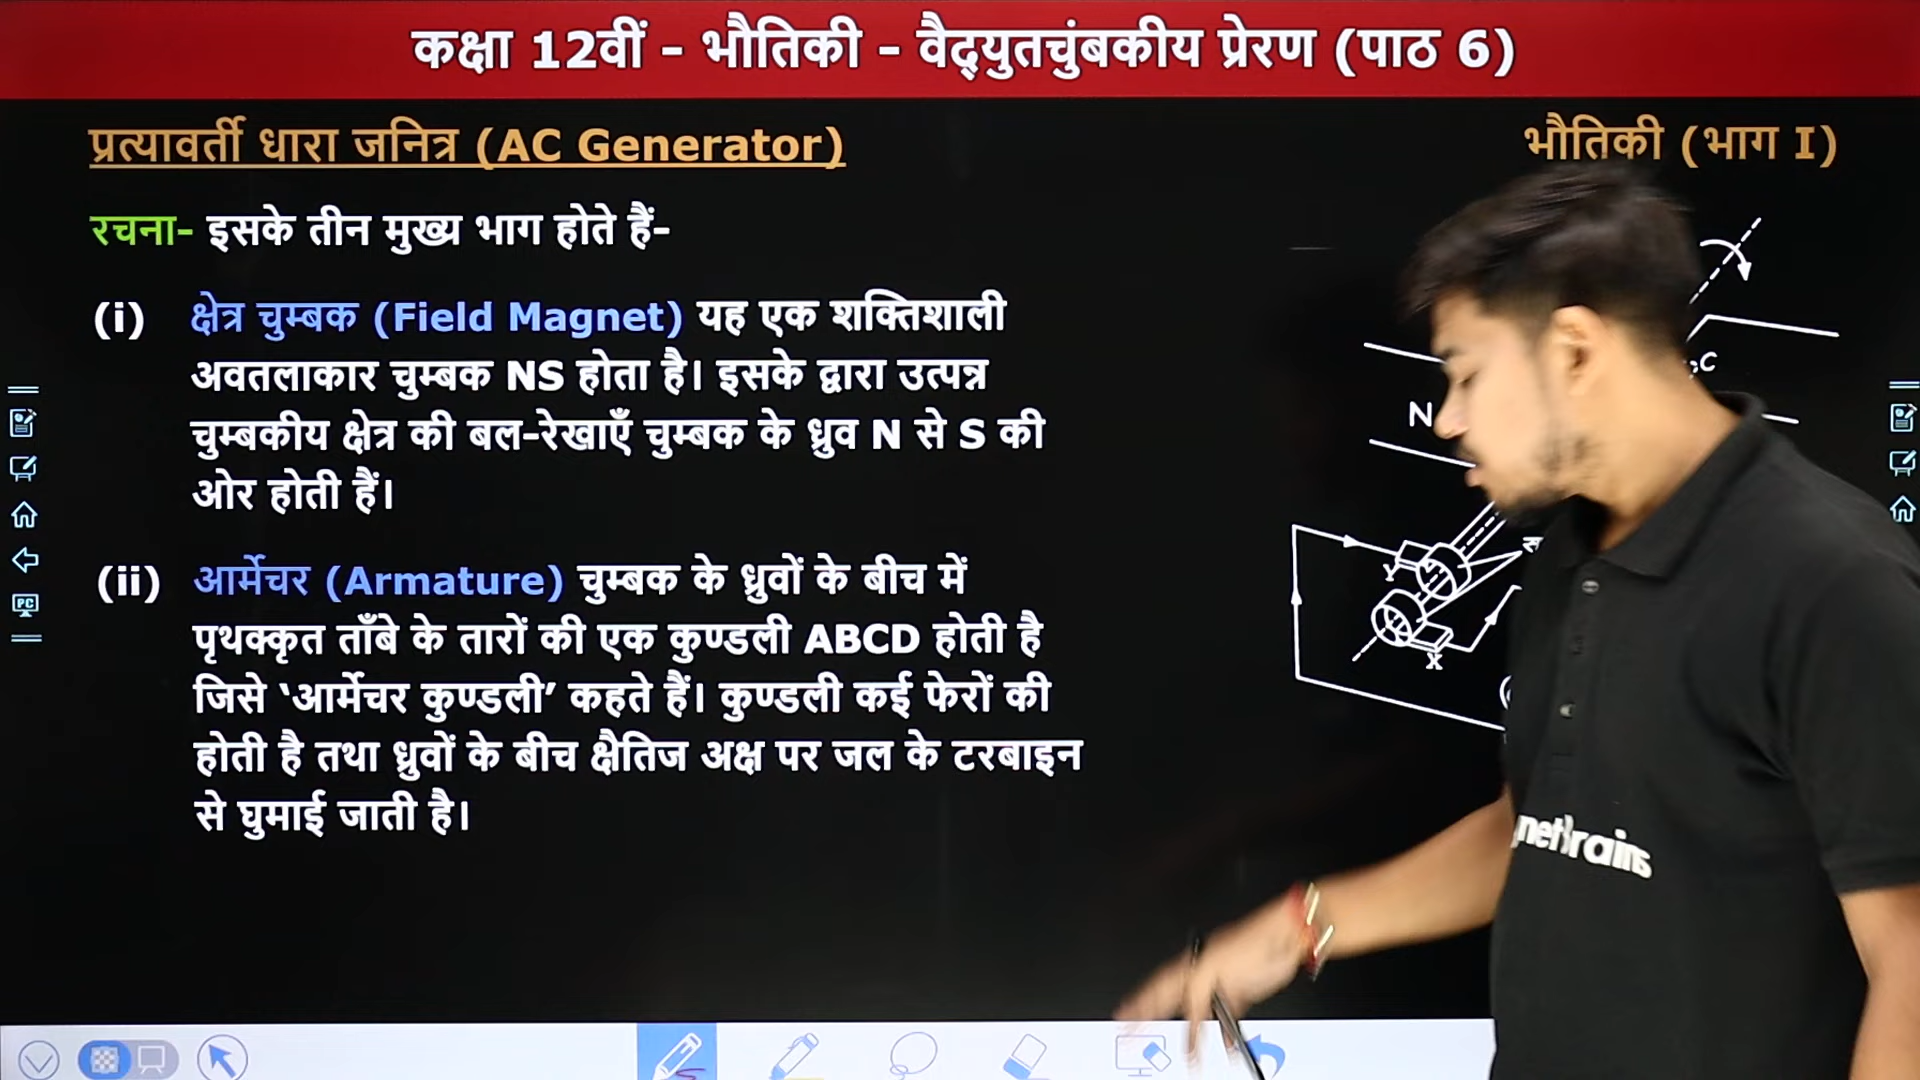 कक्षा 12वीं - भौतिकी - वैद्युतचुंबकीय प्रेरण (पाठ 6)
प्रत्यावर्ती धारा जनित्र (AC Generator)
भौतिकी (भाग I)
रचना- इसके तीन मुख्य भाग होते हैं-
(i) क्षेत्र चुम्बक (Field Magnet) यह एक शक्तिशाली
अवतलाकार चुम्बक NS होता है। इसके द्वारा उत्पन्न
चुम्बकीय क्षेत्र की बल-रेखाएँ चुम्बक के ध्रुव N से S की
ओर होती हैं।
(ii) आर्मेचर (Armature) चुम्बक के ध्रुवों के बीच में
पृथक्कृत ताँबे के तारों की एक कुण्डली ABCD होती है
जिसे ‘आर्मेचर कुण्डली’ कहते हैं। कुण्डली कई फेरों की
होती है तथा ध्रुवों के बीच क्षैतिज अक्ष पर जल के टरबाइन
से घुमाई जाती है।
C
N
Y
X
PC
netBrains